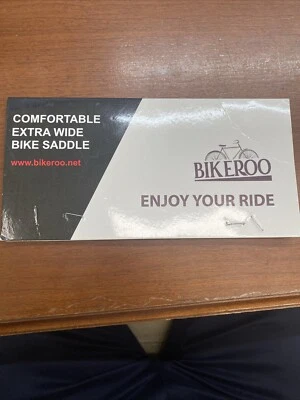 COMFORTABLE
EXTRA WIDE
BIKE SADDLE
www.bikeroo.net
BIKEROO
ENJOY YOUR RIDE